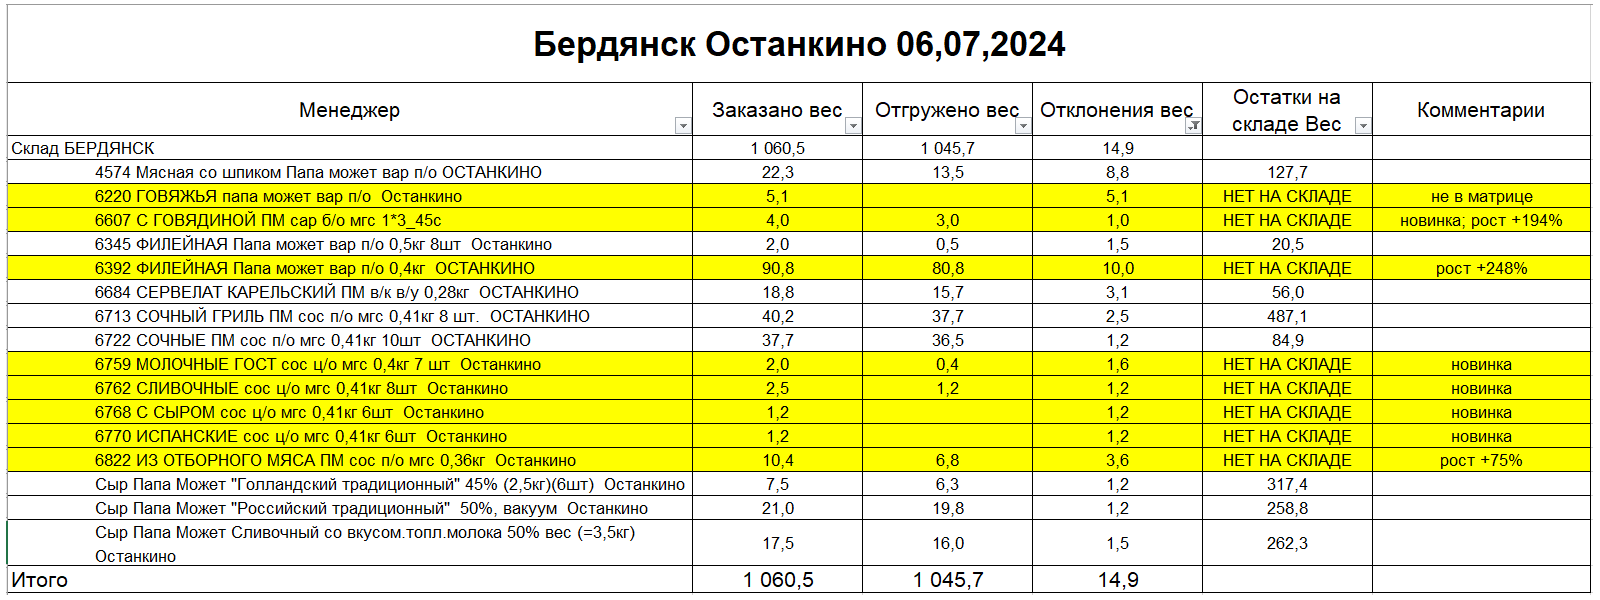 Бердянск Останкино 06,07,2024
Менеджер Заказано вес Отгружено вес Отклонения вес Остатки на складе Вес Комментарии
Склад БЕРДЯНСК 1 060,5 1 045,7 14,9
4574 Мясная со шпиком Папа может вар п/о ОСТАНКИНО 22,3 13,5 8,8 127,7
6220 ГОВЯЖЬЯ папа может вар п/о Останкино 5,1 5,1 НЕТ НА СКЛАДЕ не в матрице
6607 С ГОВЯДИНОЙ ПМ сар б/о мгс 1*3_45с 4,0 3,0 1,0 НЕТ НА СКЛАДЕ новинка; рост +194%
6345 ФИЛЕЙНАЯ Папа может вар п/о 0,5кг 8шт Останкино 2,0 0,5 1,5 20,5
6392 ФИЛЕЙНАЯ Папа может вар п/о 0,4кг ОСТАНКИНО 90,8 80,8 10,0 НЕТ НА СКЛАДЕ рост +248%
6684 СЕРВЕЛАТ КАРЕЛЬСКИЙ ПМ в/к в/у 0,28кг ОСТАНКИНО 18,8 15,7 3,1 56,0
6713 СОЧНЫЙ ГРИЛЬ ПМ сос п/о мгс 0,41кг 8 шт. ОСТАНКИНО 40,2 37,7 2,5 487,1
6722 СОЧНЫЕ ПМ сос п/о мгс 0,41кг 10шт ОСТАНКИНО 37,7 36,5 1,2 84,9
6759 МОЛОЧНЫЕ ГОСТ сос ц/о мгс 0,4кг 7 шт Останкино 2,0 0,4 1,6 НЕТ НА СКЛАДЕ новинка
6762 СЛИВОЧНЫЕ сос ц/о мгс 0,41кг 8шт Останкино 2,5 1,2 1,2 НЕТ НА СКЛАДЕ новинка
6768 С СЫРОМ сос ц/о мгс 0,41кг 6шт Останкино 1,2 1,2 НЕТ НА СКЛАДЕ новинка
6770 ИСПАНСКИЕ сос ц/о мгс 0,41кг 6шт Останкино 1,2 1,2 НЕТ НА СКЛАДЕ новинка
6822 ИЗ ОТБОРНОГО МЯСА ПМ сос п/о мгс 0,36кг Останкино 10,4 6,8 3,6 НЕТ НА СКЛАДЕ рост +75%
Сыр Папа Может "Голландский традиционный" 45% (2,5кг)(6шт) Останкино 7,5 6,3 1,2 317,4
Сыр Папа Может "Российский традиционный" 50%, вакуум Останкино 21,0 19,8 1,2 258,8
Сыр Папа Может Сливочный со вкусом.топл.молока 50% вес (=3,5кг)
Останкино 17,5 16,0 1,5 262,3
Итого 1 060,5 1 045,7 14,9